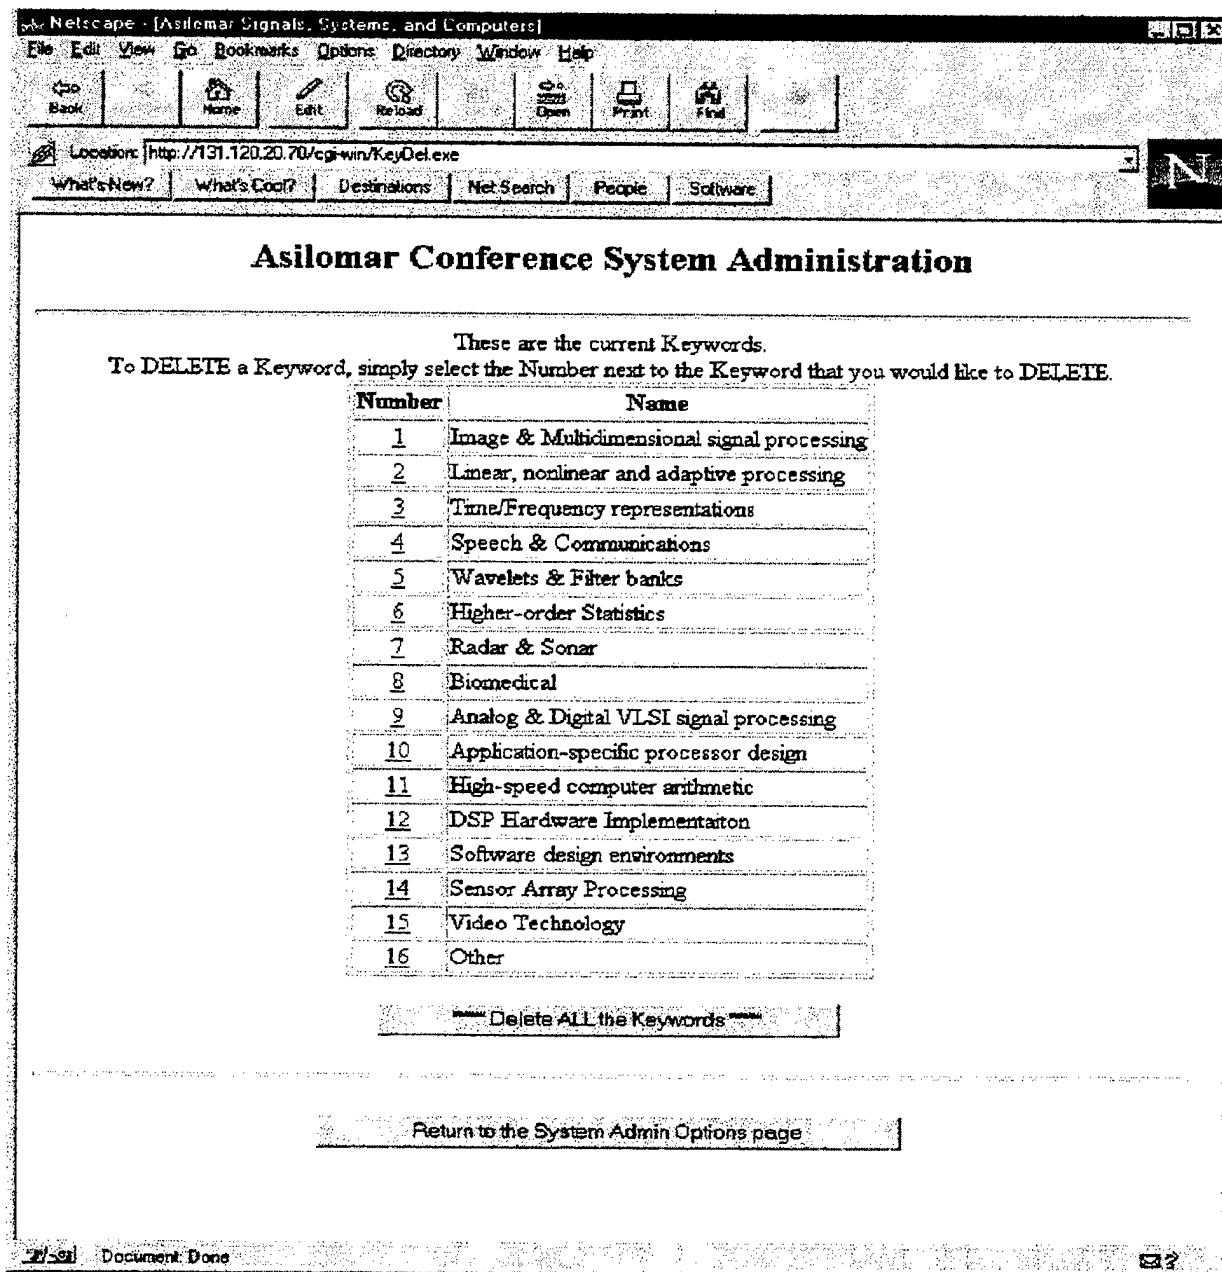 Netscape - [Asilomar Signals, Systems, and Computers]
File Edit View Go Bookmarks Options Directory Window Help
Back Home Edit Reload Open Print Find
Location: http://131.120.20.70/cgi-win/KeyDel.exe
What's New? What's Cool? Destinations Net Search People Software
N
Asilomar Conference System Administration
These are the current Keywords.
To DELETE a Keyword, simply select the Number next to the Keyword that you would like to DELETE.
Number Name
1 Image & Multidimensional signal processing
2 Linear, nonlinear and adaptive processing
3 Time/Frequency representations
4 Speech & Communications
5 Wavelets & Filter banks
6 Higher-order Statistics
7 Radar & Sonar
8 Biomedical
9 Analog & Digital VLSI signal processing
10 Application-specific processor design
11 High-speed computer arithmetic
12 DSP Hardware Implementaiton
13 Software design environments
14 Sensor Array Processing
15 Video Technology
16 Other
Delete ALL the Keywords
Return to the System Admin Options page
Document: Done